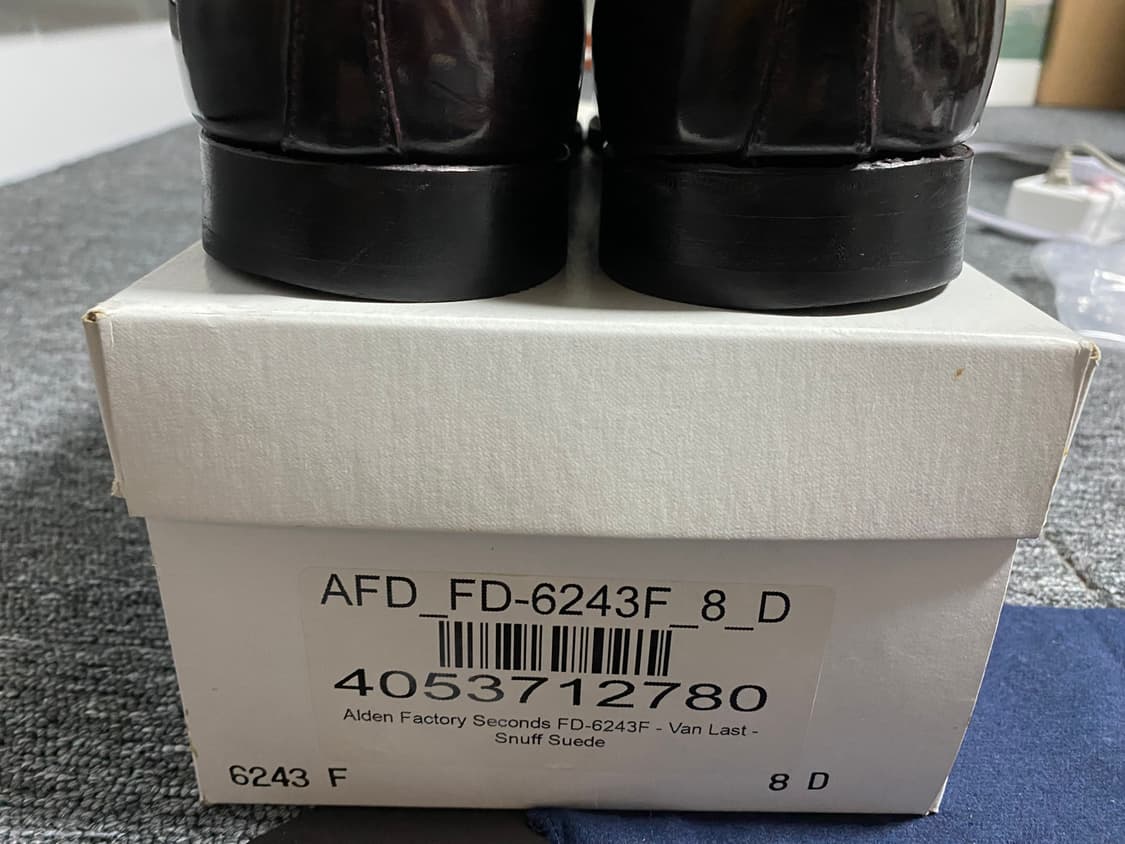 AFD_FD-6243F_8_D
4053712780
Alden Factory Seconds FD-6243F - Van Last -
Snuff Suede
6243 F 8 D